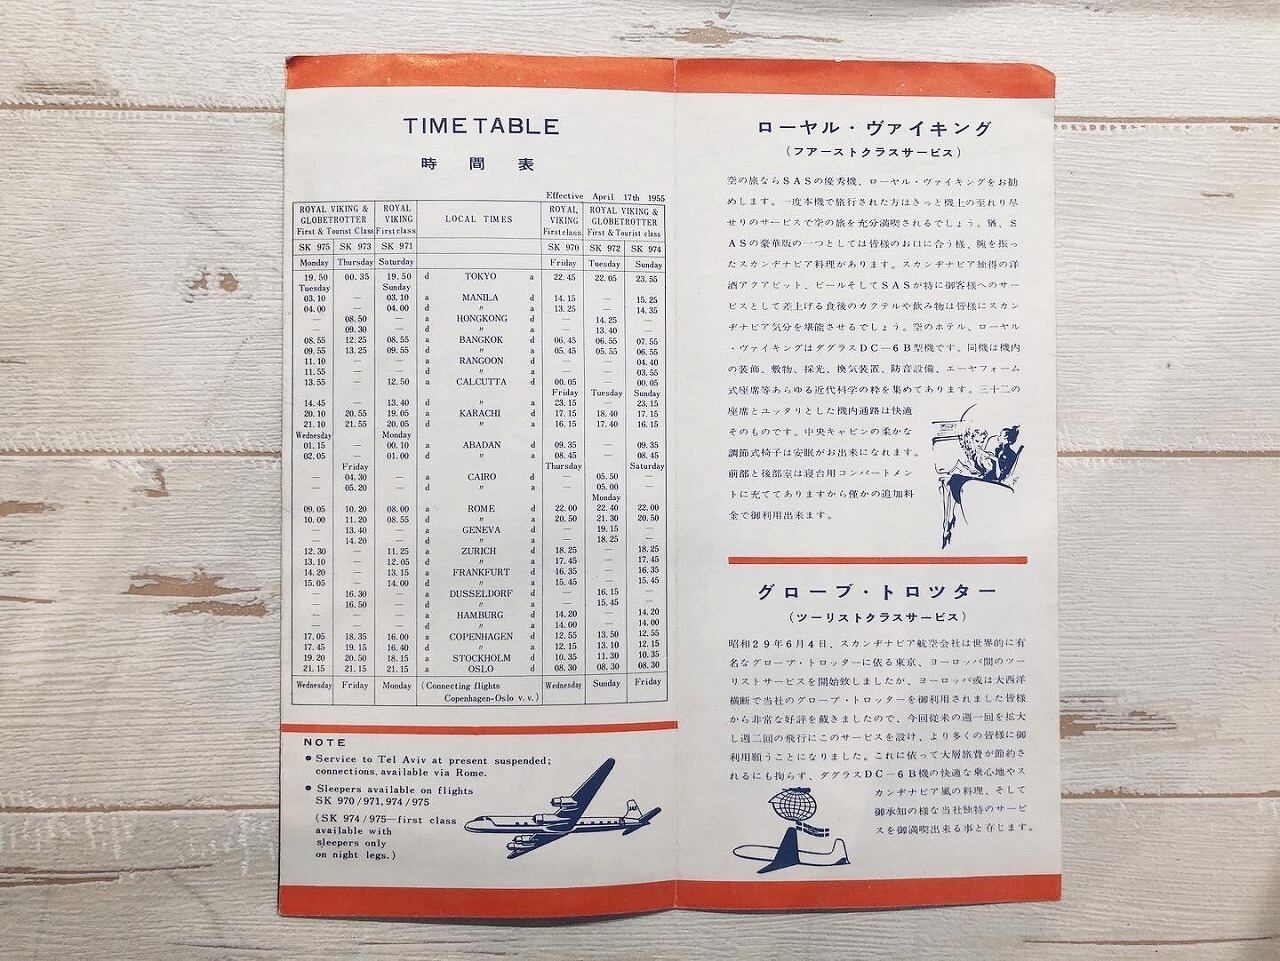 TIME TABLE
時間表
Effective April 17th 1955
ROYAL VIKING & GLOBETROTTER First & Tourist Class ROYAL VIKING First class LOCAL TIMES ROYAL VIKING First class ROYAL VIKING & GLOBETROTTER First & Tourist Class
SK 975 SK 973 SK 971 SK 970 SK 972 SK 974
Monday Thursday Saturday Friday Tuesday Sunday
19.50 00.35 19.50 d TOKYO a 22.45 22.05 23.55
Tuesday Sunday
03.10 — 03.10 a MANILA d 14.15 — 15.25
04.00 — 04.00 d 〃 a 13.25 — 14.35
— 08.50 — a HONGKONG d — 14.25 —
— 09.30 — d 〃 a — 13.40 —
08.55 12.25 08.55 a BANGKOK d 06.45 06.55 07.55
09.55 13.25 09.55 d 〃 a 05.45 05.55 06.55
11.10 — — a RANGOON d — — 04.40
11.55 — — d 〃 a — — 03.55
13.55 — 12.50 a CALCUTTA d 00.05 — 00.05
Friday Tuesday Sunday
14.45 — 13.40 d 〃 a 23.15 — 23.15
20.10 20.55 19.05 a KARACHI d 17.15 18.40 17.15
21.10 21.55 20.05 d 〃 a 16.15 17.40 16.15
Wednesday Monday
01.15 — 00.10 a ABADAN d 09.35 — 09.35
02.05 — 01.00 d 〃 a 08.45 — 08.45
Friday Thursday Saturday
— 04.30 — a CAIRO d — 05.50 —
— 05.20 — d 〃 a — 05.00 —
Monday
09.05 10.20 08.00 a ROME d 22.00 22.40 22.00
10.00 11.20 08.55 d 〃 a 20.50 21.30 20.50
— 13.40 — a GENEVA d — 19.15 —
— 14.20 — d 〃 a — 18.25 —
12.30 — 11.25 a ZURICH d 18.25 — 18.25
13.10 — 12.05 d 〃 a 17.45 — 17.45
14.20 — 13.15 a FRANKFURT d 16.35 — 16.35
15.05 — 14.00 d 〃 a 15.45 — 15.45
— 16.30 — a DUSSELDORF d — 16.15 —
— 16.50 — d 〃 a — 15.45 —
— — — a HAMBURG d 14.20 — 14.20
— — — d 〃 a 14.00 — 14.00
17.05 18.35 16.00 a COPENHAGEN d 12.55 13.50 12.55
17.45 19.15 16.40 d 〃 a 12.15 13.10 12.15
19.20 20.50 18.15 a STOCKHOLM d 10.35 11.30 10.35
21.15 21.15 21.15 a OSLO d 08.30 08.30 08.30
Wednesday Friday Monday (Connecting flights Copenhagen-Oslo v.v.) Wednesday Sunday Friday
NOTE
● Service to Tel Aviv at present suspended;
connections available via Rome.
● Sleepers available on flights
SK 970/971, 974/975
(SK 974/975—first class
available with
sleepers only
on night legs.)
SAS
ローヤル・ヴァイキング
(フアーストクラスサービス)
空の旅ならSASの優秀機、ローヤル・ヴァイキングをお勧
めします。一度本機で旅行された方はきっと機上の至れり尽
せりのサービスで空の旅を充分満喫されるでしょう。猶、S
ASの豪華版の一つとしては皆様のお口に合う様、腕を振っ
たスカンヂナビア料理があります。スカンヂナビア独得の洋
酒アクアビット、ビールそしてSASが特に御客様へのサー
ビスとして差上げる食後のカクテルや飲み物は皆様にスカン
ヂナビア気分を堪能させるでしょう。空のホテル、ローヤル
・ヴァイキングはダグラスDC—6B型機です。同機は機内
の装飾、敷物、採光、換気装置、防音設備、エーヤフォーム
式座席等あらゆる近代科学の粋を集めてあります。三十二の
座席とユッタリとした機内通路は快適
そのものです。中央キャビンの柔かな
調節式椅子は安眠がお出来になれます。
前部と後部室は寝台用コンパートメン
トに充ててありますから僅かの追加料
金で御利用出来ます。
グローブ・トロッター
(ツーリストクラスサービス)
昭和29年6月4日、スカンヂナビア航空会社は世界的に有
名なグローブ・トロッターに依る東京、ヨーロッパ間のツー
リストサービスを開始致しましたが、ヨーロッパ或は大西洋
横断で当社のグローブ・トロッターを御利用されました皆様
から非常な好評を戴きましたので、今回従来の週一回を拡大
し週二回の飛行にこのサービスを設け、より多くの皆様に御
利用願うことになりました。これに依って大層旅費が節約さ
れるにも拘らず、ダグラスDC—6B機の快適な乗心地やス
カンヂナビア風の料理、そして
御承知の様な当社独特のサービ
スを御満喫出来る事と存じます。